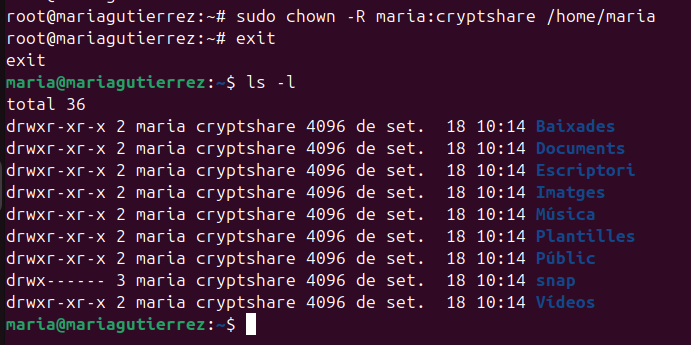 root@mariagutierrez:~# sudo chown -R maria:cryptshare /home/maria
root@mariagutierrez:~# exit
exit
maria@mariagutierrez:~$ ls -l
total 36
drwxr-xr-x 2 maria cryptshare 4096 de set.  18 10:14 Baixades
drwxr-xr-x 2 maria cryptshare 4096 de set.  18 10:14 Documents
drwxr-xr-x 2 maria cryptshare 4096 de set.  18 10:14 Escriptori
drwxr-xr-x 2 maria cryptshare 4096 de set.  18 10:14 Imatges
drwxr-xr-x 2 maria cryptshare 4096 de set.  18 10:14 Música
drwxr-xr-x 2 maria cryptshare 4096 de set.  18 10:14 Plantilles
drwxr-xr-x 2 maria cryptshare 4096 de set.  18 10:14 Públic
drwx------ 3 maria cryptshare 4096 de set.  18 10:14 snap
drwxr-xr-x 2 maria cryptshare 4096 de set.  18 10:14 Vídeos
maria@mariagutierrez:~$